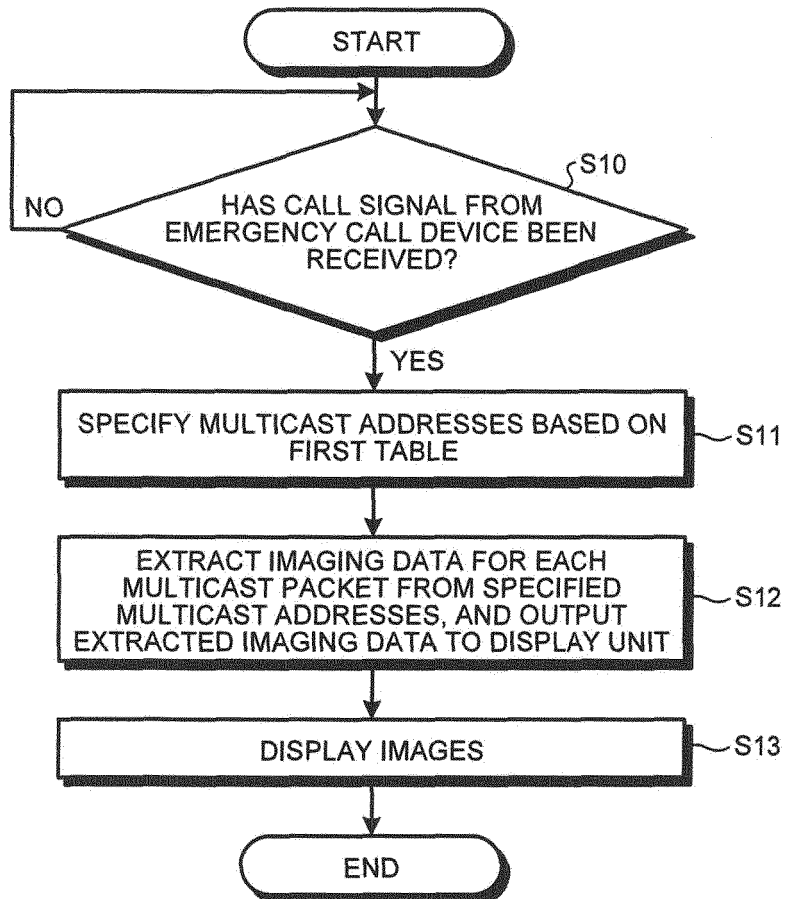 START
S10
HAS CALL SIGNAL FROM
EMERGENCY CALL DEVICE BEEN
RECEIVED?
NO
YES
SPECIFY MULTICAST ADDRESSES BASED ON
FIRST TABLE
S11
EXTRACT IMAGING DATA FOR EACH
MULTICAST PACKET FROM SPECIFIED
MULTICAST ADDRESSES, AND OUTPUT
EXTRACTED IMAGING DATA TO DISPLAY UNIT
S12
DISPLAY IMAGES
S13
END